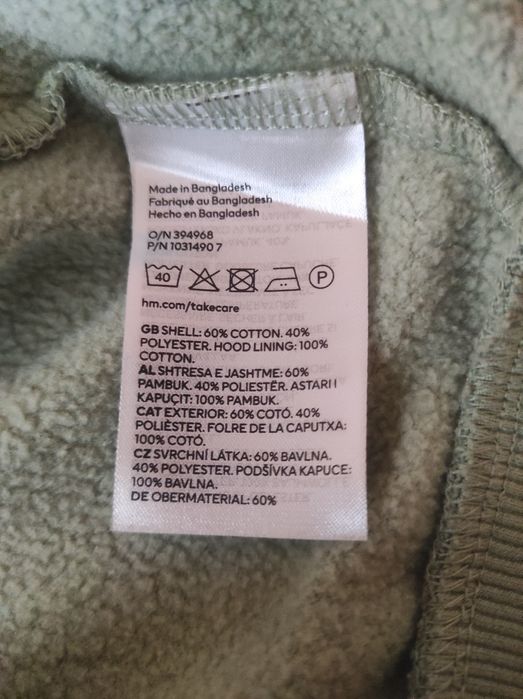 Made in Bangladesh
Fabriqué au Bangladesh
Hecho en Bangladesh
O/N 394968
P/N 1031490 7
40
P
hm.com/takecare
GB SHELL: 60% COTTON. 40%
POLYESTER. HOOD LINING: 100%
COTTON.
AL SHTRESA E JASHTME: 60%
PAMBUK. 40% POLIESTËR. ASTARI I
KAPUÇIT: 100% PAMBUK.
CAT EXTERIOR: 60% COTÓ. 40%
POLIÈSTER. FOLRE DE LA CAPUTXA:
100% COTÓ.
CZ SVRCHNÍ LÁTKA: 60% BAVLNA.
40% POLYESTER. PODŠÍVKA KAPUCE:
100% BAVLNA.
DE OBERMATERIAL: 60%